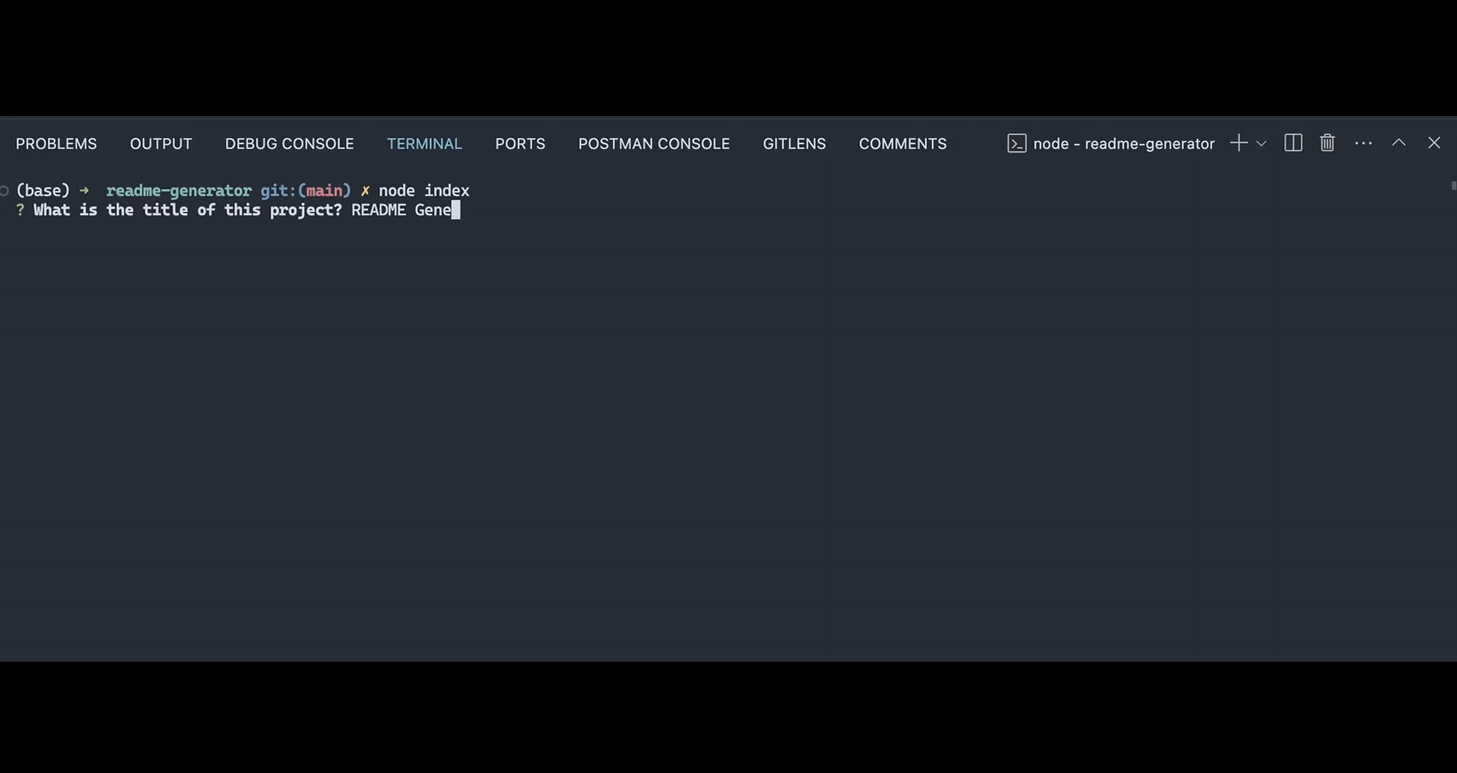 PROBLEMS OUTPUT DEBUG CONSOLE TERMINAL PORTS POSTMAN CONSOLE GITLENS COMMENTS node - readme-generator
(base) → readme-generator git:(main) ✗ node index
? What is the title of this project? README Gene